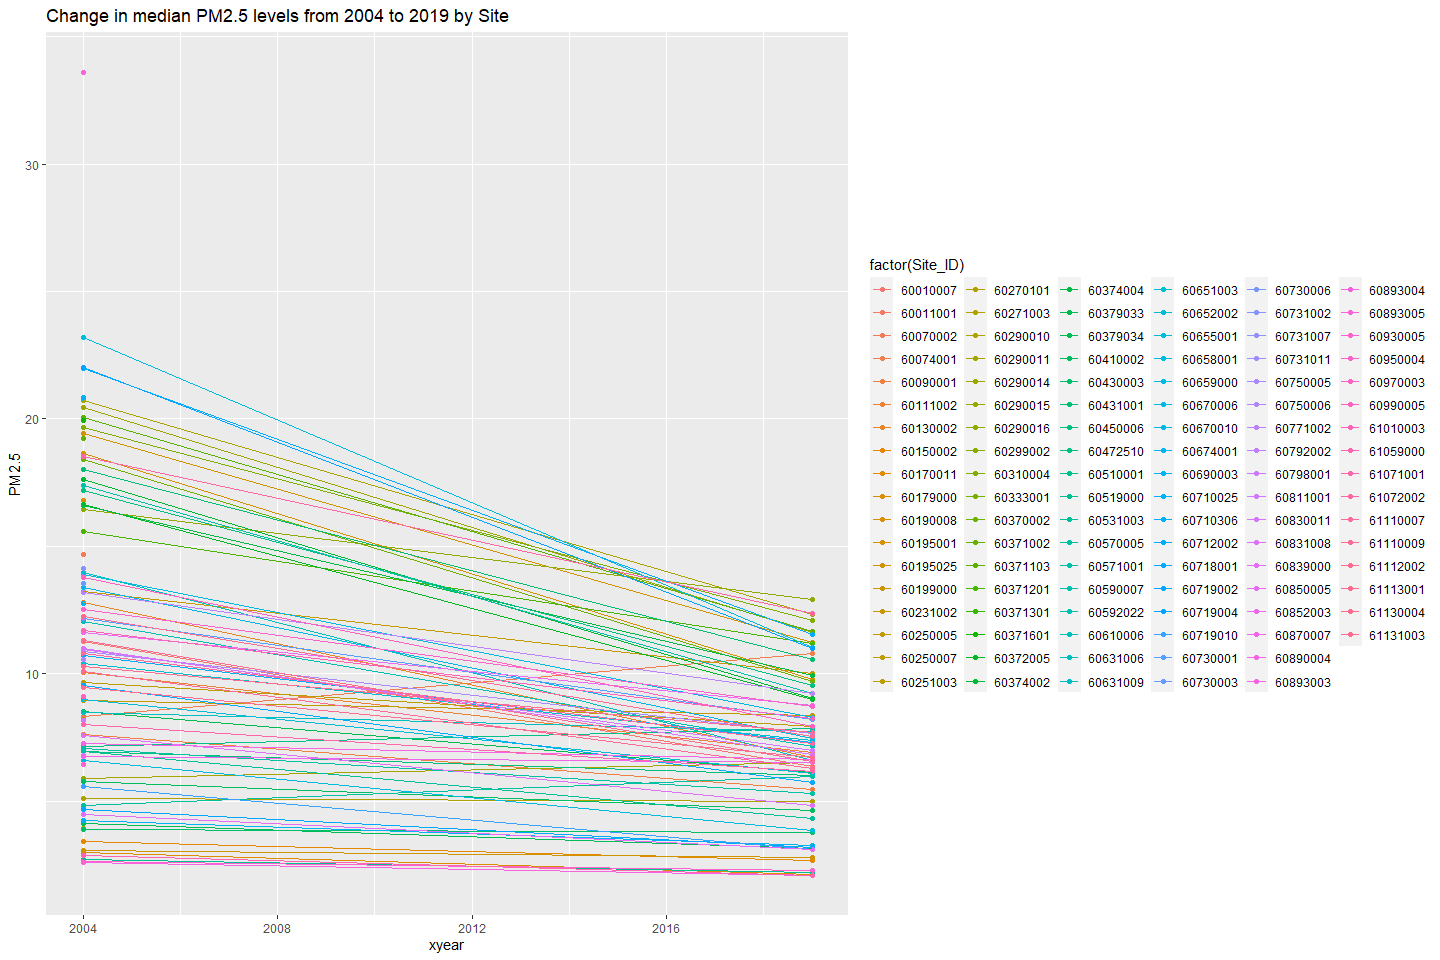 Change in median PM2.5 levels from 2004 to 2019 by Site
30
20
10
PM2.5
2004 2008 2012 2016
xyear
factor(Site_ID)
60010007 60270101 60374004 60651003 60730006 60893004
60011001 60271003 60379033 60652002 60731002 60893005
60070002 60290010 60379034 60655001 60731007 60930005
60074001 60290011 60410002 60658001 60731011 60950004
60090001 60290014 60430003 60659000 60750005 60970003
60111002 60290015 60431001 60670006 60750006 60990005
60130002 60290016 60450006 60670010 60771002 61010003
60150002 60299002 60472510 60674001 60792002 61059000
60170011 60310004 60510001 60690003 60798001 61071001
60179000 60333001 60519000 60710025 60811001 61072002
60190008 60370002 60531003 60710306 60830011 61110007
60195001 60371002 60570005 60712002 60831008 61110009
60195025 60371103 60571001 60718001 60839000 61112002
60199000 60371201 60590007 60719002 60850005 61113001
60231002 60371301 60592022 60719004 60852003 61130004
60250005 60371601 60610006 60719010 60870007 61131003
60250007 60372005 60631006 60730001 60890004
60251003 60374002 60631009 60730003 60893003